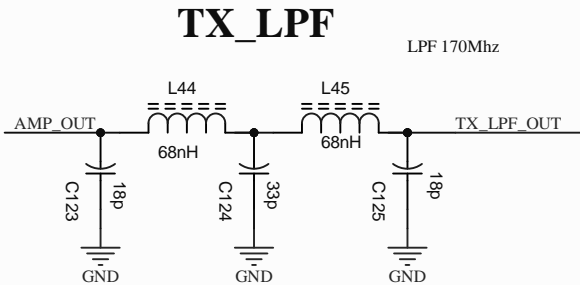 TX_LPF
LPF 170Mhz
L44
L45
AMP_OUT
TX_LPF_OUT
68nH
68nH
C123
18p
C124
33p
C125
18p
GND
GND
GND